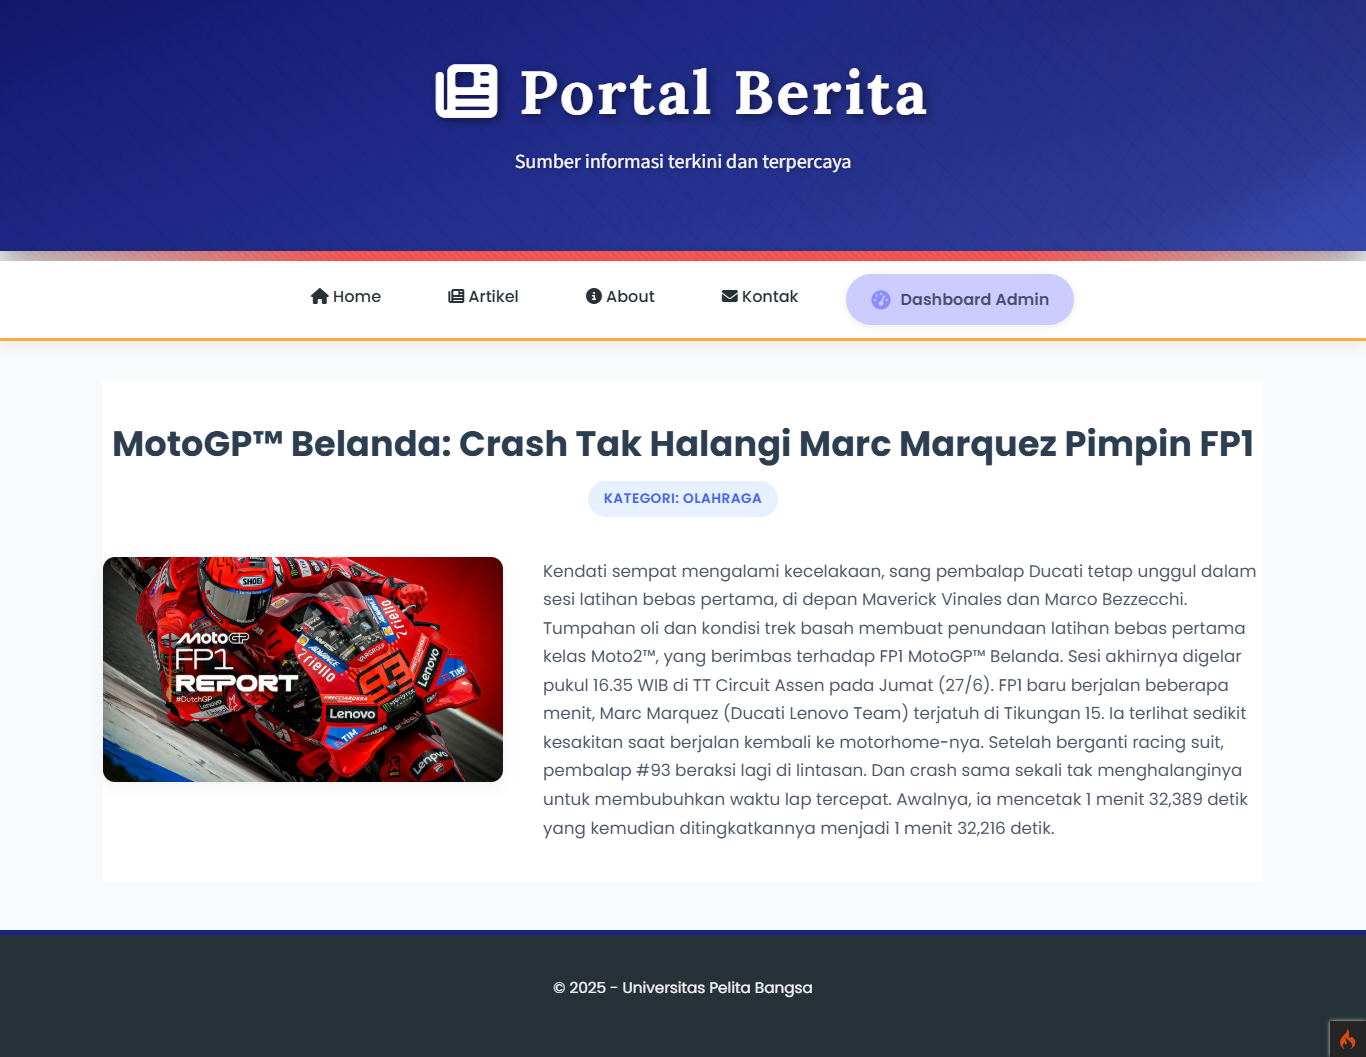 Portal Berita
Sumber informasi terkini dan terpercaya
Home
Artikel
About
Kontak
Dashboard Admin
MotoGP™ Belanda: Crash Tak Halangi Marc Marquez Pimpin FP1
KATEGORI: OLAHRAGA
SHOEI
MotoGP
FP1
REPORT
#DutchGP
Lenovo
TIM
93
Lenovo
TIM
Lenovo
Kendati sempat mengalami kecelakaan, sang pembalap Ducati tetap unggul dalam
sesi latihan bebas pertama, di depan Maverick Vinales dan Marco Bezzecchi.
Tumpahan oli dan kondisi trek basah membuat penundaan latihan bebas pertama
kelas Moto2™, yang berimbas terhadap FP1 MotoGP™ Belanda. Sesi akhirnya digelar
pukul 16.35 WIB di TT Circuit Assen pada Jumat (27/6). FP1 baru berjalan beberapa
menit, Marc Marquez (Ducati Lenovo Team) terjatuh di Tikungan 15. Ia terlihat sedikit
kesakitan saat berjalan kembali ke motorhome-nya. Setelah berganti racing suit,
pembalap #93 beraksi lagi di lintasan. Dan crash sama sekali tak menghalanginya
untuk membubuhkan waktu lap tercepat. Awalnya, ia mencetak 1 menit 32,389 detik
yang kemudian ditingkatkannya menjadi 1 menit 32,216 detik.
© 2025 - Universitas Pelita Bangsa